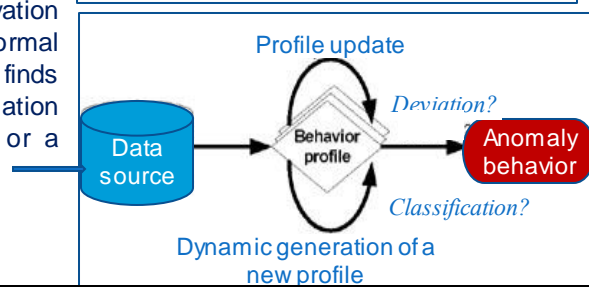 vation
ormal
finds
ation
or a
Profile update
Deviation?
Data
source
Behavior
profile
Anomaly
behavior
Classification?
Dynamic generation of a
new profile